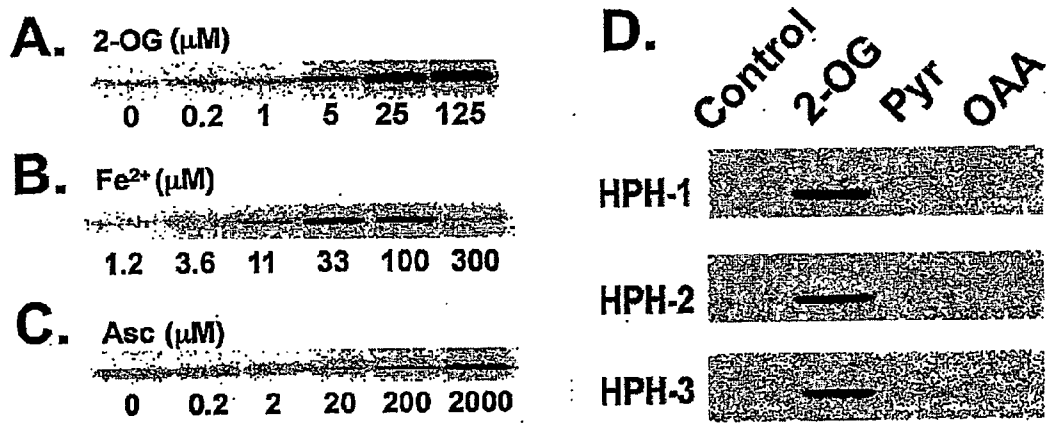 A. 2-OG (µM)
0 0.2 1 5 25 125
B. Fe²⁺ (µM)
1.2 3.6 11 33 100 300
C. Asc (µM)
0 0.2 2 20 200 2000
D.
Control 2-OG Pyr OAA
HPH-1
HPH-2
HPH-3